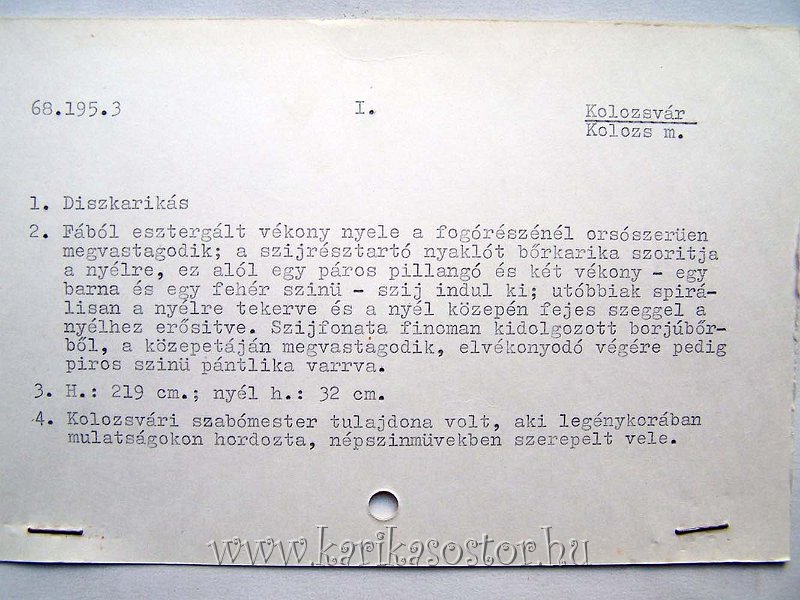 68.195.3 I. Kolozsvár
Kolozs m.
1. Diszkarikás
2. Fából esztergált vékony nyele a fogórészénél orsószerüen
megvastagodik; a szijrésztartó nyaklót bőrkarika szoritja
a nyélre, ez alól egy páros pillangó és két vékony - egy
barna és egy fehér szinü - szij indul ki; utóbbiak spirá-
lisan a nyélre tekerve és a nyél közepén fejes szeggel a
nyélhez erősitve. Szijfonata finoman kidolgozott borjúbőr-
ből, a közepetáján megvastagodik, elvékonyodó végére pedig
piros szinü pántlika varrva.
3. H.: 219 cm.; nyél h.: 32 cm.
4. Kolozsvári szabómester tulajdona volt, aki legénykorában
mulatságokon hordozta, népszinmüvekben szerepelt vele.
www.karikasostor.hu